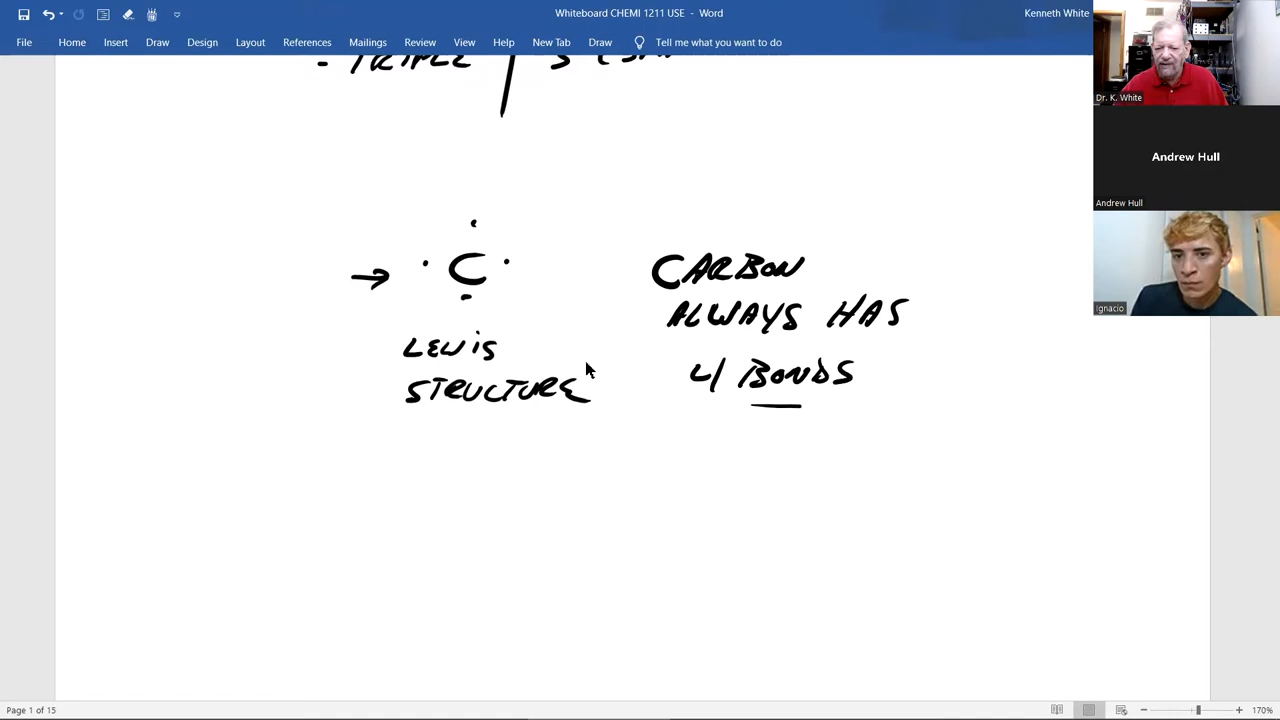 Whiteboard CHEMI 1211 USE - Word
Kenneth White
File Home Insert Draw Design Layout References Mailings Review View Help New Tab Draw Tell me what you want to do
- TRIPLE
Dr. K. White
Andrew Hull
Andrew Hull
Ignacio
→ C
CARBON
ALWAYS HAS
4 BONDS
LEWIS
STRUCTURE
Page 1 of 15
170%